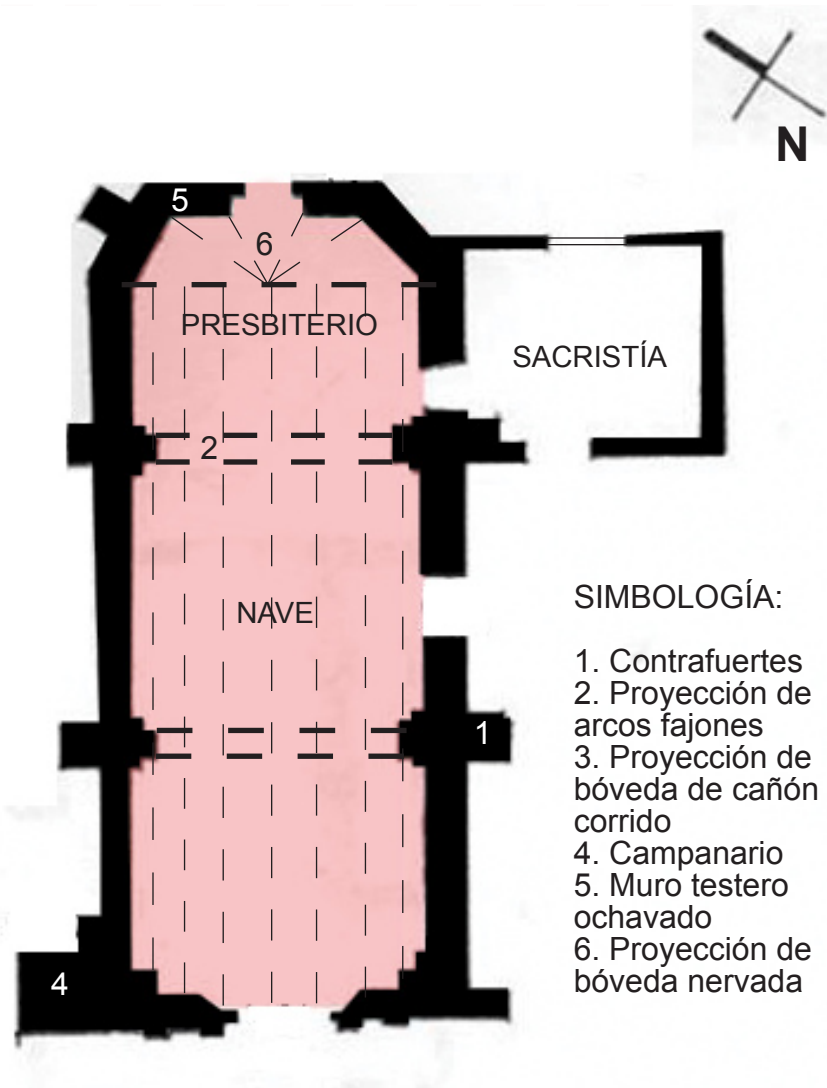 N
5
6
PRESBITERIO
SACRISTÍA
2
NAVE
1
4
SIMBOLOGÍA:
1. Contrafuertes
2. Proyección de
arcos fajones
3. Proyección de
bóveda de cañón
corrido
4. Campanario
5. Muro testero
ochavado
6. Proyección de
bóveda nervada